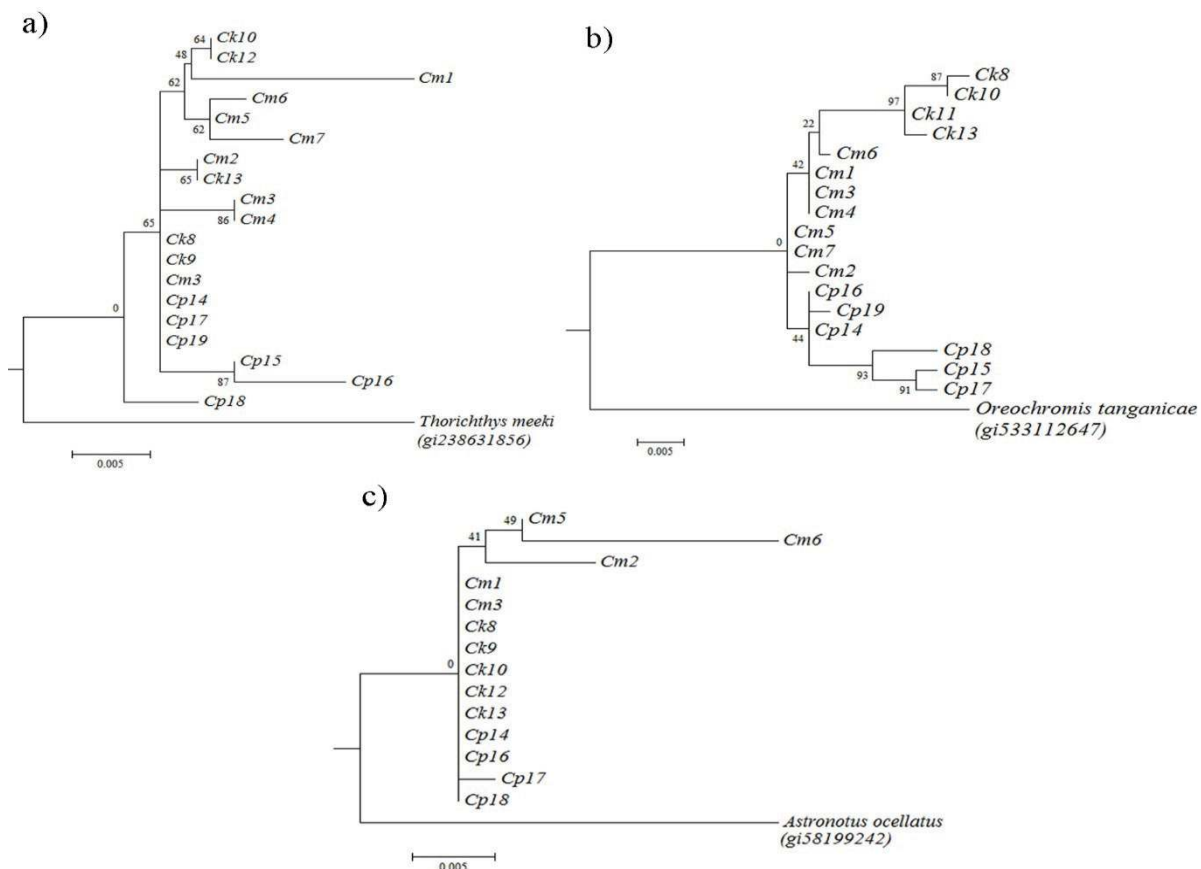 a)
64
Ck10
Ck12
48
Cm1
62
Cm6
Cm5
62
Cm7
Cm2
65
Ck13
Cm3
86
Cm4
65
Ck8
Ck9
Cm3
Cp14
Cp17
Cp19
0
Cp15
87
Cp16
Cp18
Thorichthys meeki
(gi238631856)
0.005
b)
87
Ck8
Ck10
97
Ck11
Ck13
22
Cm6
42
Cm1
Cm3
Cm4
Cm5
0
Cm7
Cm2
Cp16
Cp19
Cp14
44
Cp18
93
Cp15
91
Cp17
Oreochromis tanganicae
(gi533112647)
0.005
c)
49
Cm5
41
Cm6
Cm2
Cm1
Cm3
Ck8
Ck9
0
Ck10
Ck12
Ck13
Cp14
Cp16
Cp17
Cp18
Astronotus ocellatus
(gi58199242)
0.005